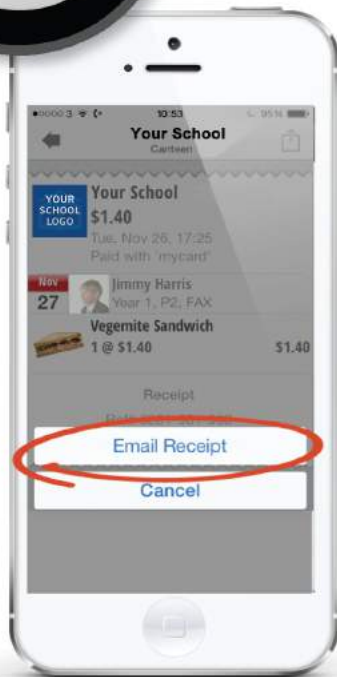 3 10:53 95%
Your School
Canteen
YOUR
SCHOOL
LOGO
Your School
$1.40
Tue, Nov 26, 17:25
Paid with 'mycard'
Nov
27
Jimmy Harris
Year 1, P2, FAX
Vegemite Sandwich
1 @ $1.40 $1.40
Receipt
Email Receipt
Cancel